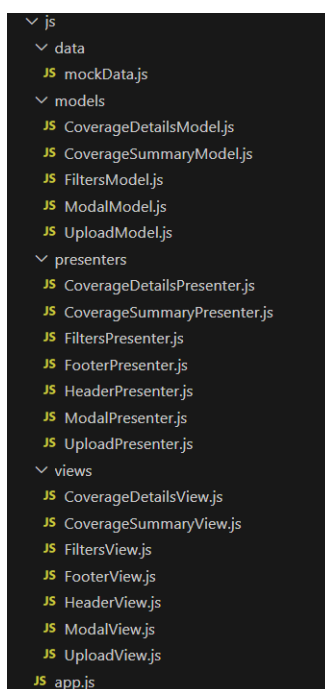 js
data
JS mockData.js
models
JS CoverageDetailsModel.js
JS CoverageSummaryModel.js
JS FiltersModel.js
JS ModalModel.js
JS UploadModel.js
presenters
JS CoverageDetailsPresenter.js
JS CoverageSummaryPresenter.js
JS FiltersPresenter.js
JS FooterPresenter.js
JS HeaderPresenter.js
JS ModalPresenter.js
JS UploadPresenter.js
views
JS CoverageDetailsView.js
JS CoverageSummaryView.js
JS FiltersView.js
JS FooterView.js
JS HeaderView.js
JS ModalView.js
JS UploadView.js
JS app.js